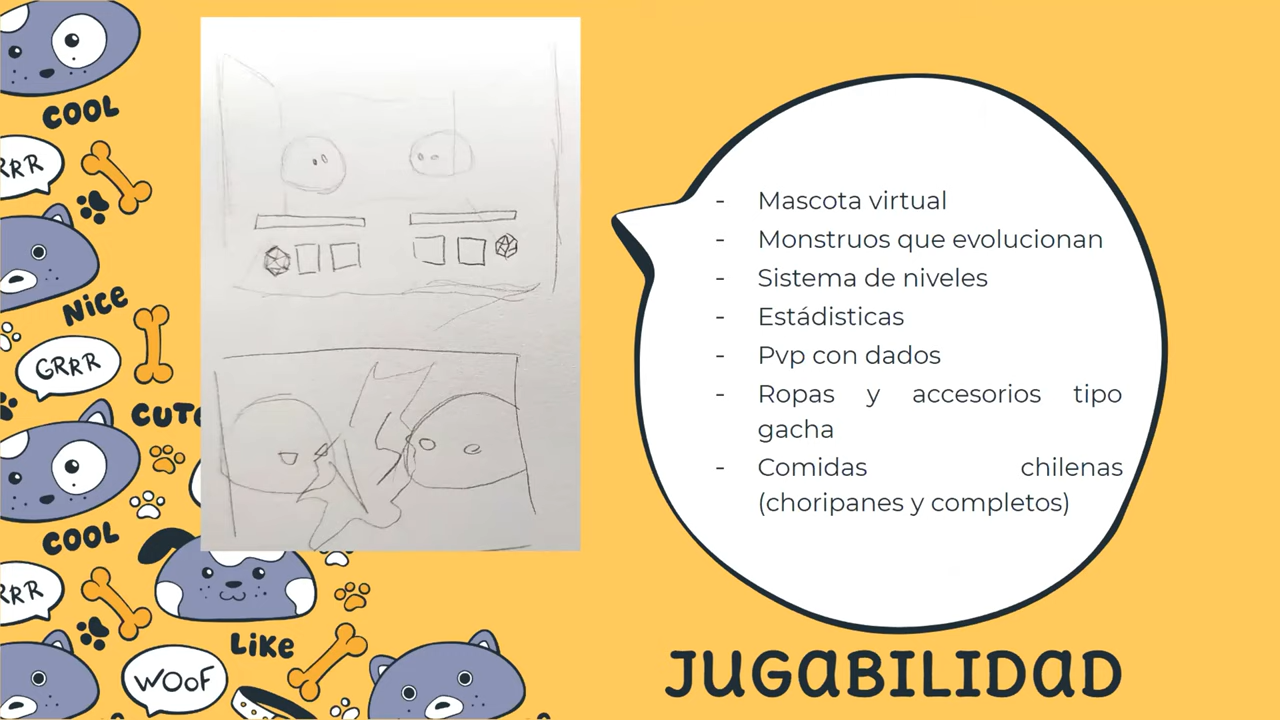 COOL
RRR
NiCE
GRRR
CUTE
COOL
RRR
LiKE
WOoF
- Mascota virtual
- Monstruos que evolucionan
- Sistema de niveles
- Estádisticas
- Pvp con dados
- Ropas y accesorios tipo
gacha
- Comidas chilenas
(choripanes y completos)
JUGaBILIDaD